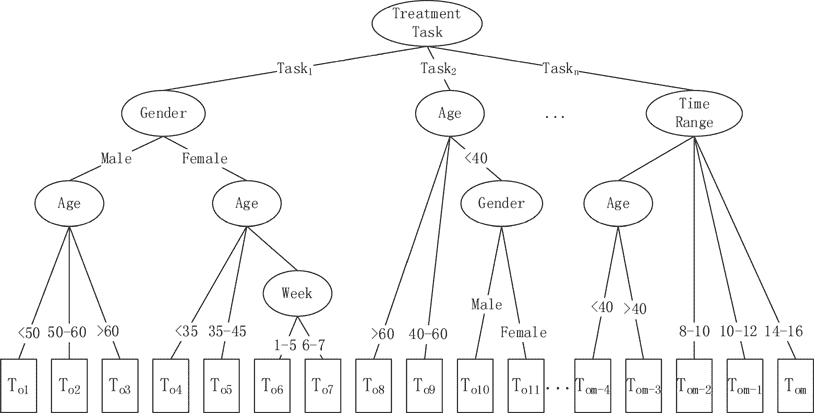 Treatment
Task
Task₁
Task₂
Taskₙ
Gender
Age
...
Time
Range
Male
Female
<40
Age
Age
Gender
Age
Week
Male
<40
>40
<50
50-60
>60
<35
35-45
1-5
6-7
>60
40-60
Female
8-10
10-12
14-16
Tₒ₁
Tₒ₂
Tₒ₃
Tₒ₄
Tₒ₅
Tₒ₆
Tₒ₇
Tₒ₈
Tₒ₉
Tₒ₁₀
Tₒ₁₁
...
Tₒₘ₋₄
Tₒₘ₋₃
Tₒₘ₋₂
Tₒₘ₋₁
Tₒₘ